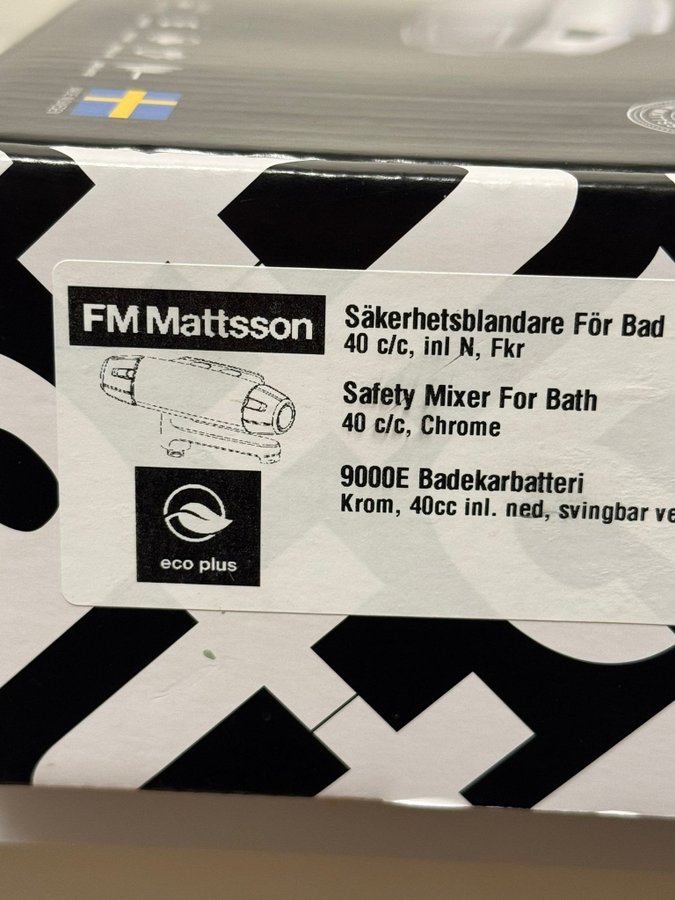 FM Mattsson
Säkerhetsblandare För Bad
40 c/c, inl N, Fkr
Safety Mixer For Bath
40 c/c, Chrome
9000E Badekarbatteri
Krom, 40cc inl. ned, svingbar
eco plus